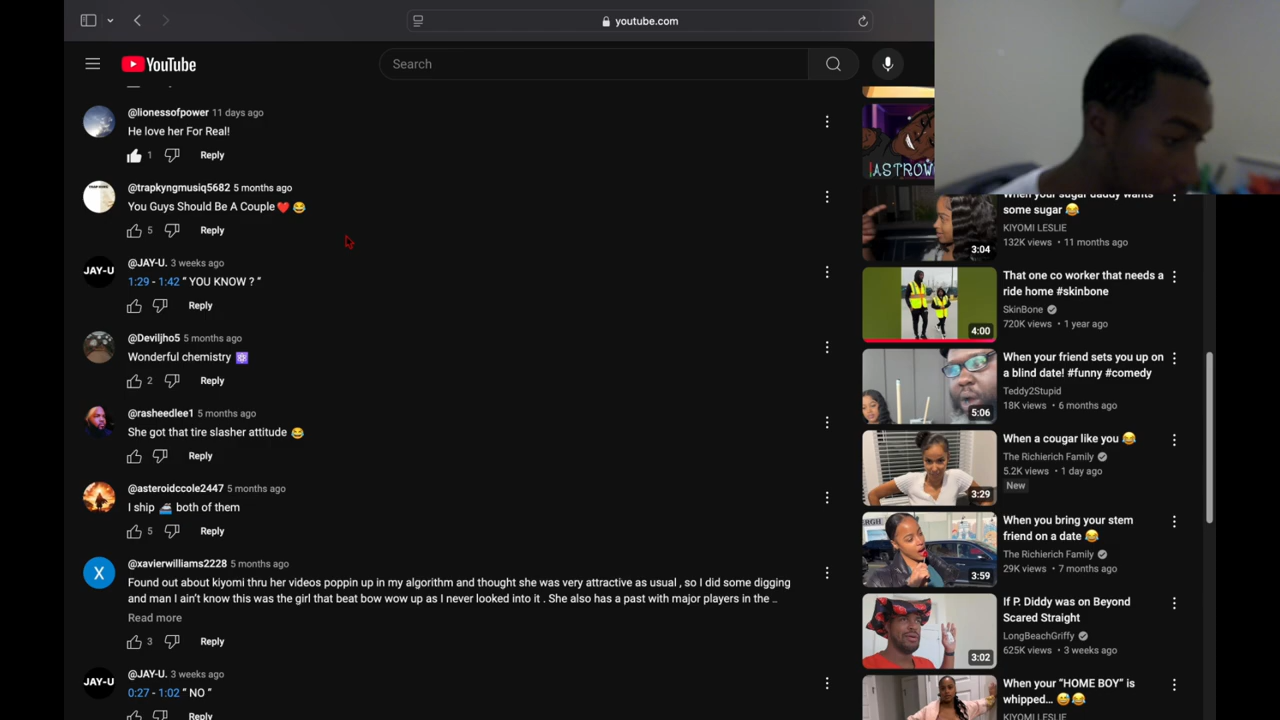 youtube.com
YouTube
Search
@lionessofpower 11 days ago
He love her For Real!
1
Reply
@trapkyngmusiq5682 5 months ago
You Guys Should Be A Couple❤️ 😂
5
Reply
JAY-U
@JAY-U. 3 weeks ago
1:29 - 1:42 “ YOU KNOW ? ”
Reply
@Deviljho5 5 months ago
Wonderful chemistry ⚛️
2
Reply
@rasheedlee1 5 months ago
She got that tire slasher attitude 😂
Reply
@asteroidccole2447 5 months ago
I ship 🚢 both of them
5
Reply
X
@xavierwilliams2228 5 months ago
Found out about kiyomi thru her videos poppin up in my algorithm and thought she was very attractive as usual , so I did some digging
and man I ain’t know this was the girl that beat bow wow up as I never looked into it . She also has a past with major players in the ..
Read more
3
Reply
JAY-U
@JAY-U. 3 weeks ago
0:27 - 1:02 “ NO ”
Reply
ASTROW
When your sugar daddy wants
some sugar 😂
KIYOMI LESLIE
132K views • 11 months ago
3:04
That one co worker that needs a
ride home #skinbone
SkinBone
720K views • 1 year ago
4:00
When your friend sets you up on
a blind date! #funny #comedy
Teddy2Stupid
18K views • 6 months ago
5:06
When a cougar like you 😂
The Richierich Family
5.2K views • 1 day ago
New
3:29
When you bring your stem
friend on a date 😂
The Richierich Family
29K views • 7 months ago
3:59
If P. Diddy was on Beyond
Scared Straight
LongBeachGriffy
625K views • 3 weeks ago
3:02
When your “HOME BOY” is
whipped... 😅😂
KIYOMI LESLIE